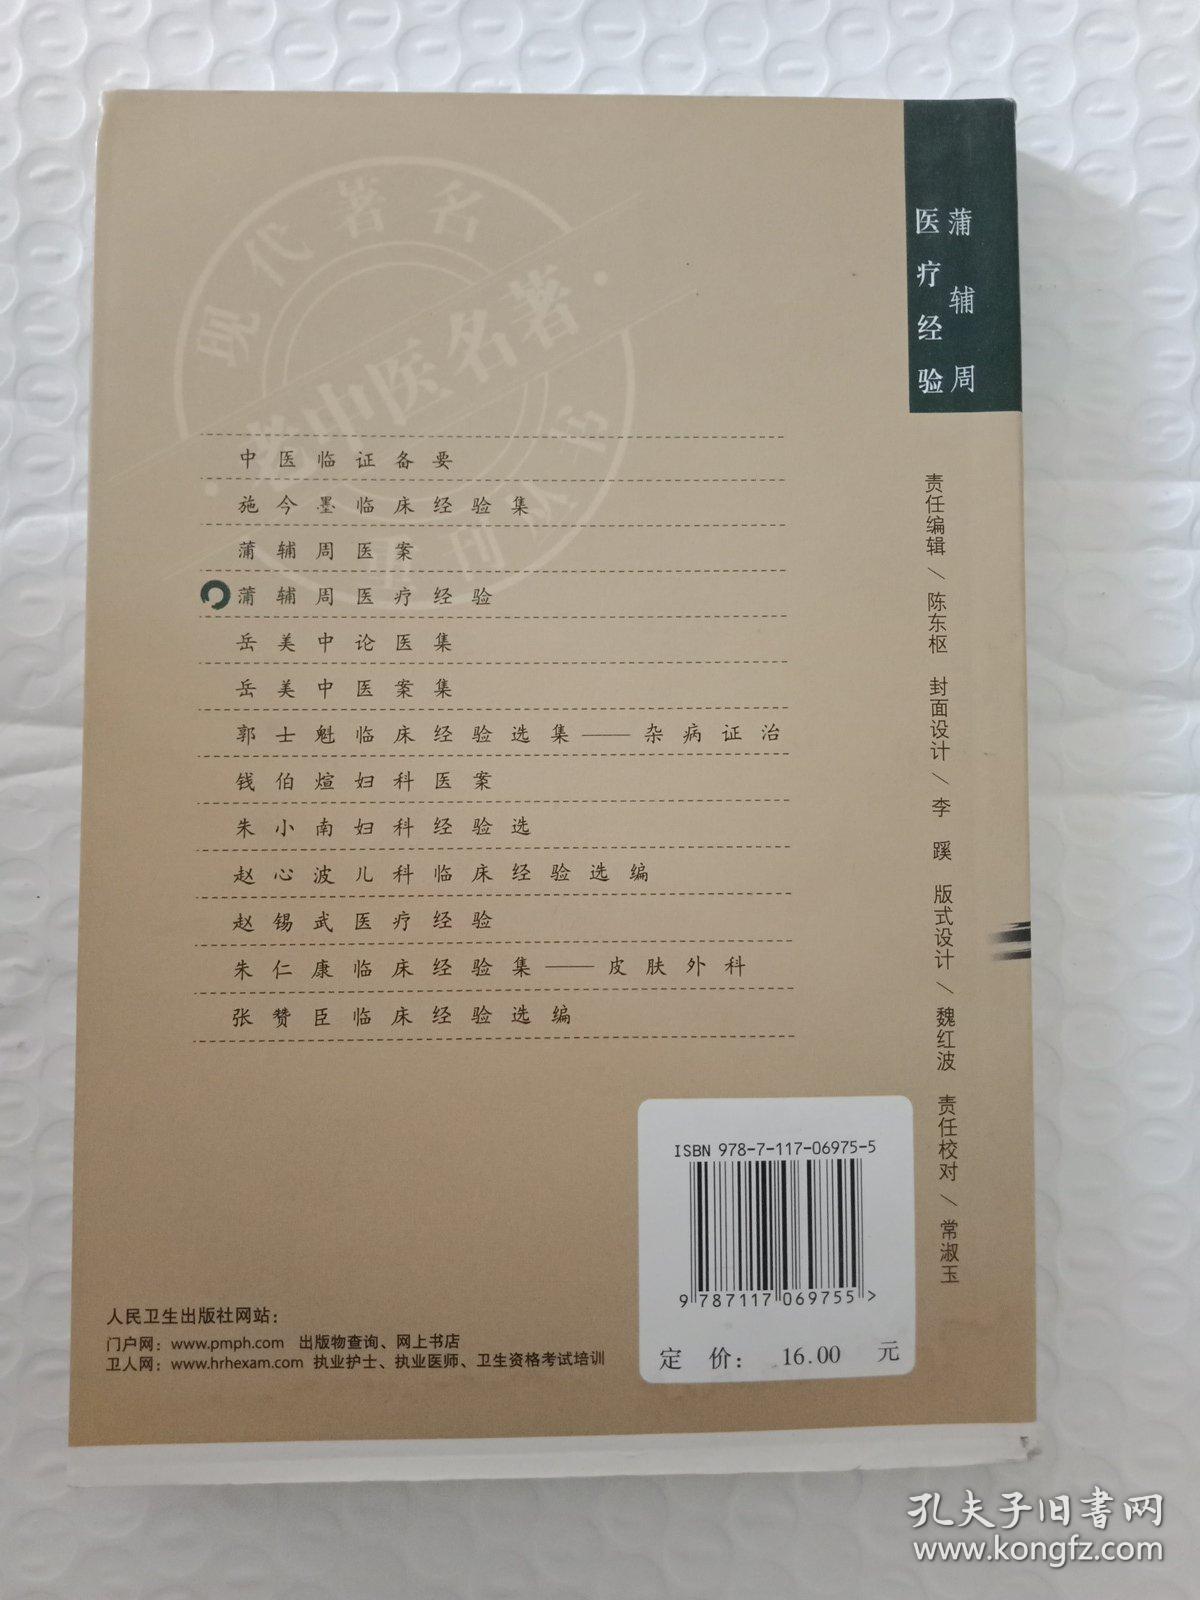 蒲辅周
医疗经验
现代著名
老中医名著
重刊丛书
中医临证备要
施今墨临床经验集
蒲辅周医案
蒲辅周医疗经验
岳美中论医集
岳美中医案集
郭士魁临床经验选集——杂病证治
钱伯煊妇科医案
朱小南妇科经验选
赵心波儿科临床经验选编
赵锡武医疗经验
朱仁康临床经验集——皮肤外科
张赞臣临床经验选编
责任编辑／陈东枢 封面设计／李 蹊 版式设计／魏红波 责任校对／常淑玉
ISBN 978-7-117-06975-5
9 787117 069755 >
定 价： 16.00 元
人民卫生出版社网站：
门户网：www.pmph.com 出版物查询、网上书店
卫人网：www.hrhexam.com 执业护士、执业医师、卫生资格考试培训
孔夫子旧书网
www.kongfz.com